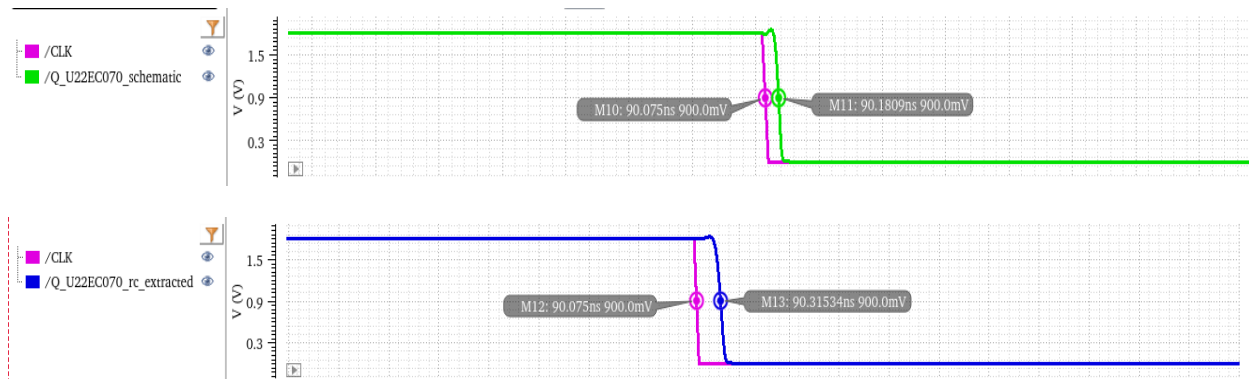 /CLK
/Q_U22EC070_schematic
V (V)
1.5
0.9
0.3
M10: 90.075ns 900.0mV
M11: 90.1809ns 900.0mV
/CLK
/Q_U22EC070_rc_extracted
V (V)
1.5
0.9
0.3
M12: 90.075ns 900.0mV
M13: 90.31534ns 900.0mV